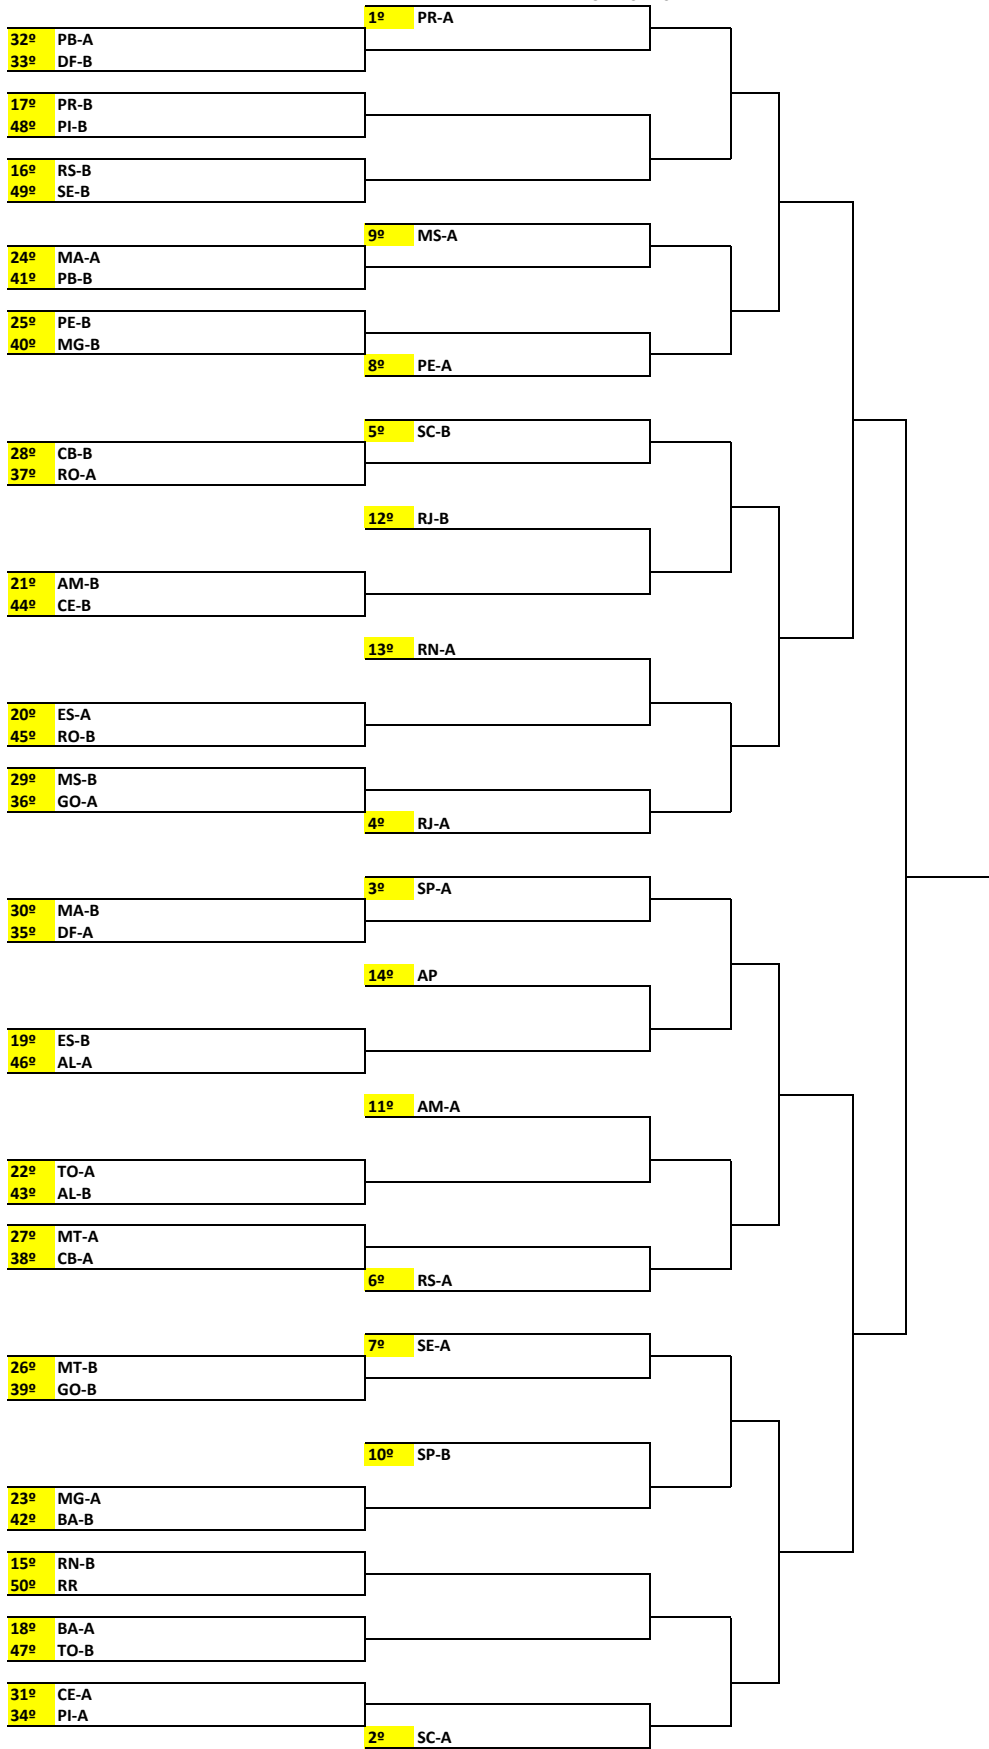 1º PR-A
32º PB-A
33º DF-B
17º PR-B
48º PI-B
16º RS-B
49º SE-B
9º MS-A
24º MA-A
41º PB-B
25º PE-B
40º MG-B
8º PE-A
5º SC-B
28º CB-B
37º RO-A
12º RJ-B
21º AM-B
44º CE-B
13º RN-A
20º ES-A
45º RO-B
29º MS-B
36º GO-A
4º RJ-A
3º SP-A
30º MA-B
35º DF-A
14º AP
19º ES-B
46º AL-A
11º AM-A
22º TO-A
43º AL-B
27º MT-A
38º CB-A
6º RS-A
7º SE-A
26º MT-B
39º GO-B
10º SP-B
23º MG-A
42º BA-B
15º RN-B
50º RR
18º BA-A
47º TO-B
31º CE-A
34º PI-A
2º SC-A